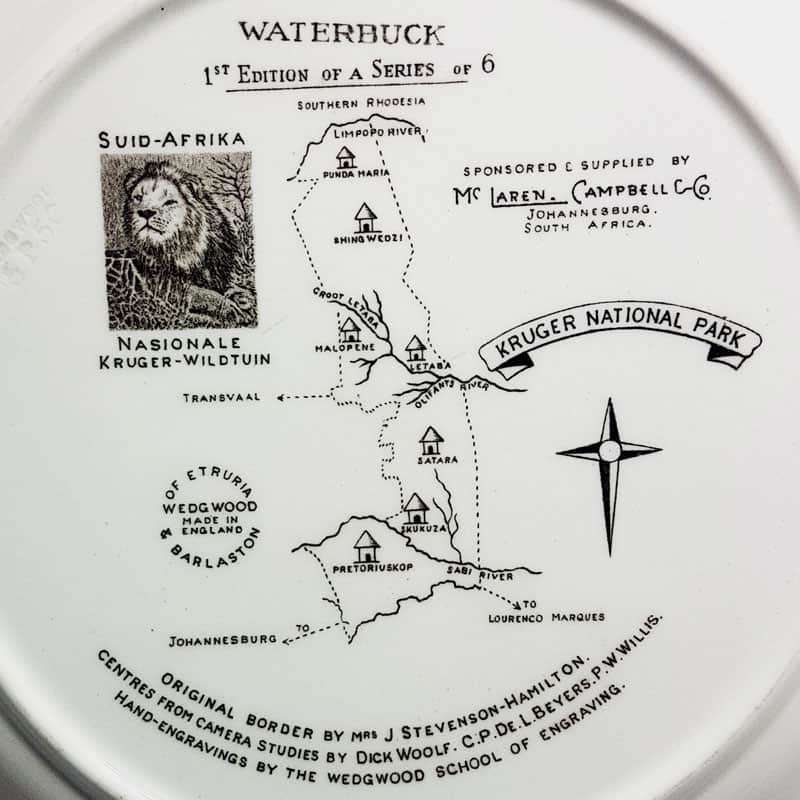 WATERBUCK
1ST EDITION OF A SERIES OF 6
SOUTHERN RHODESIA
LIMPOPO RIVER
PUNDA MARIA
SUID-AFRIKA
NASIONALE
KRUGER-WILDTUIN
SPONSORED & SUPPLIED BY
Mc LAREN. CAMPBELL & Co.
JOHANNESBURG.
SOUTH AFRICA.
SHINGWEDZI
GROOT LETABA
MALOPENE
LETABA
OLIFANTS RIVER
KRUGER NATIONAL PARK
TRANSVAAL
SATARA
SKUKUZA
PRETORIUSKOP
SABI RIVER
OF ETRURIA
WEDGWOOD
MADE IN
ENGLAND
& BARLASTON
TO
LOURENCO MARQUES
TO
JOHANNESBURG
ORIGINAL BORDER BY MRS J STEVENSON-HAMILTON.
CENTRES FROM CAMERA STUDIES BY DICK WOOLF. C.P. DE. L. BEYERS. P. W. WILLIS.
HAND-ENGRAVINGS BY THE WEDGWOOD SCHOOL OF ENGRAVING.